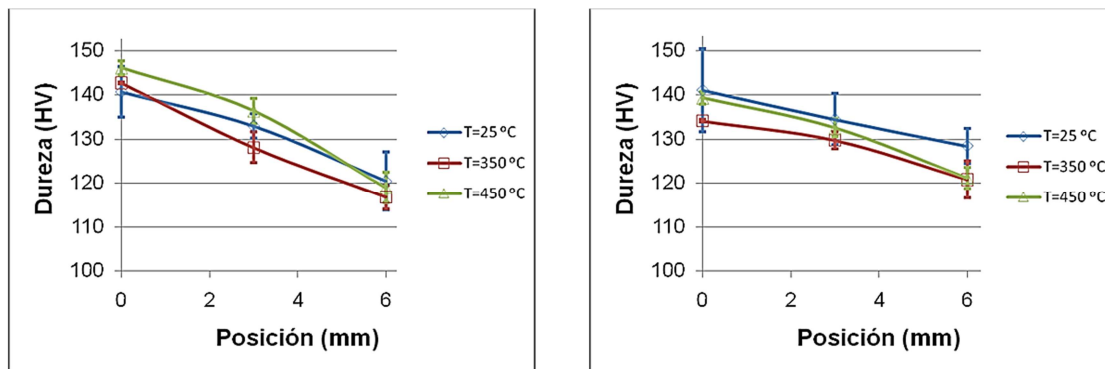 150
140
130
120
110
100
Dureza (HV)
0 2 4 6
Posición (mm)
T=25 ºC
T=350 ºC
T=450 ºC
150
140
130
120
110
100
Dureza (HV)
0 2 4 6
Posición (mm)
T=25 ºC
T=350 ºC
T=450 ºC